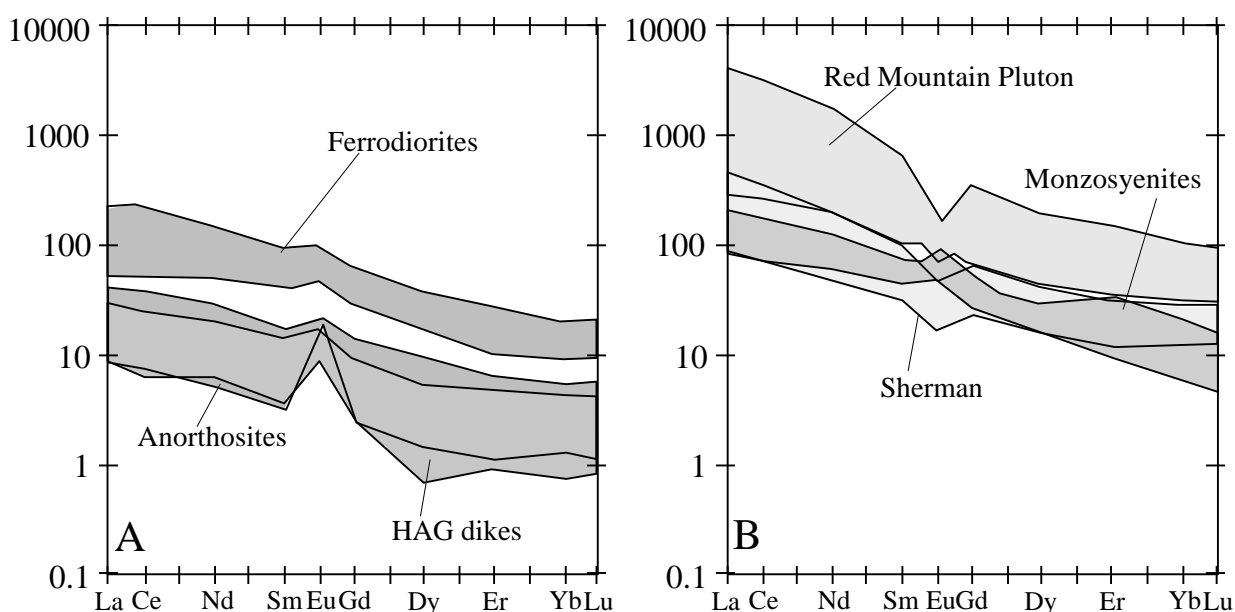 10000
1000
100
10
1
0.1
Ferrodiorites
Anorthosites
HAG dikes
A
La Ce Nd Sm Eu Gd Dy Er Yb Lu
10000
1000
100
10
1
0.1
Red Mountain Pluton
Monzosyenites
Sherman
B
La Ce Nd Sm Eu Gd Dy Er Yb Lu